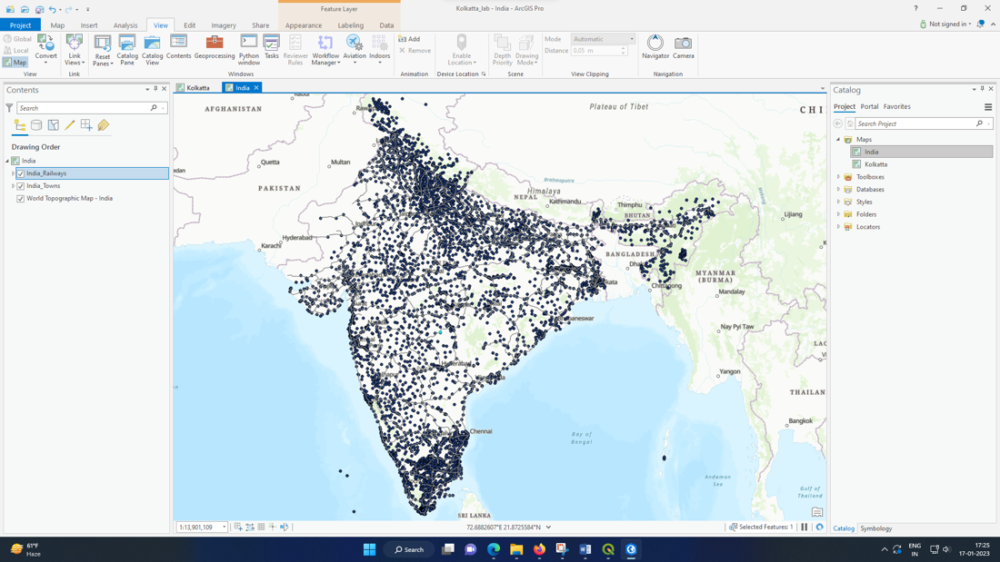 Feature Layer
Kolkatta_lab - India - ArcGIS Pro
Not signed in
Project Map Insert Analysis View Edit Imagery Share Appearance Labeling Data
Global
Local
Map
Convert
View
Link Views
Link
Reset Panes
Catalog Pane
Catalog View
Contents
Geoprocessing
Python window
Tasks
Reviewer Rules
Workflow Manager
Aviation
Indoors
Windows
Add
Remove
Animation
Enable Location
Device Location
Depth Priority
Drawing Mode
Scene
Mode Automatic
Distance 0.05 m
View Clipping
Navigator
Camera
Navigation
Contents
Search
Drawing Order
India
India_Railways
India_Towns
World Topographic Map - India
Kolkatta
India
AFGHANISTAN
Plateau of Tibet
Quetta
Multan
PAKISTAN
Brahmaputra
Himalaya
NEPAL
Kathmandu
Thimphu
BHUTAN
Lijiang
Hyderabad
Karachi
BANGLADESH
Chittagong
MYANMAR
(BURMA)
Mandalay
Nay Pyi Taw
Yangon
THAILAN
Bangkok
Chennai
Bay of
Bengal
Andaman
Sea
Gulf of
Thailand
SRI LANKA
1:13,901,109
72.6882607°E 21.8725584°N
Selected Features: 1
Catalog
Project Portal Favorites
Search Project
Maps
India
Kolkatta
Toolboxes
Databases
Styles
Folders
Locators
Catalog Symbology
61°F
Haze
Search
ENG
IN
17:25
17-01-2023